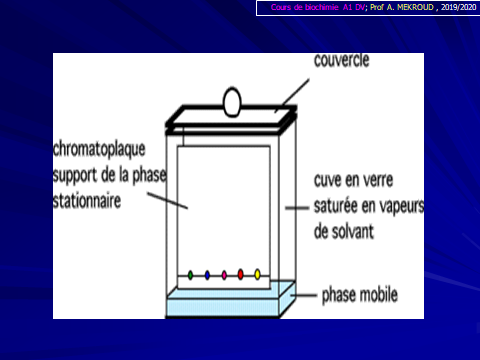 Cours de biochimie A1 DV; Prof A. MEKROUD , 2019/2020
couvercle
chromatoplaque
support de la phase
stationnaire
cuve en verre
saturée en vapeurs
de solvant
phase mobile